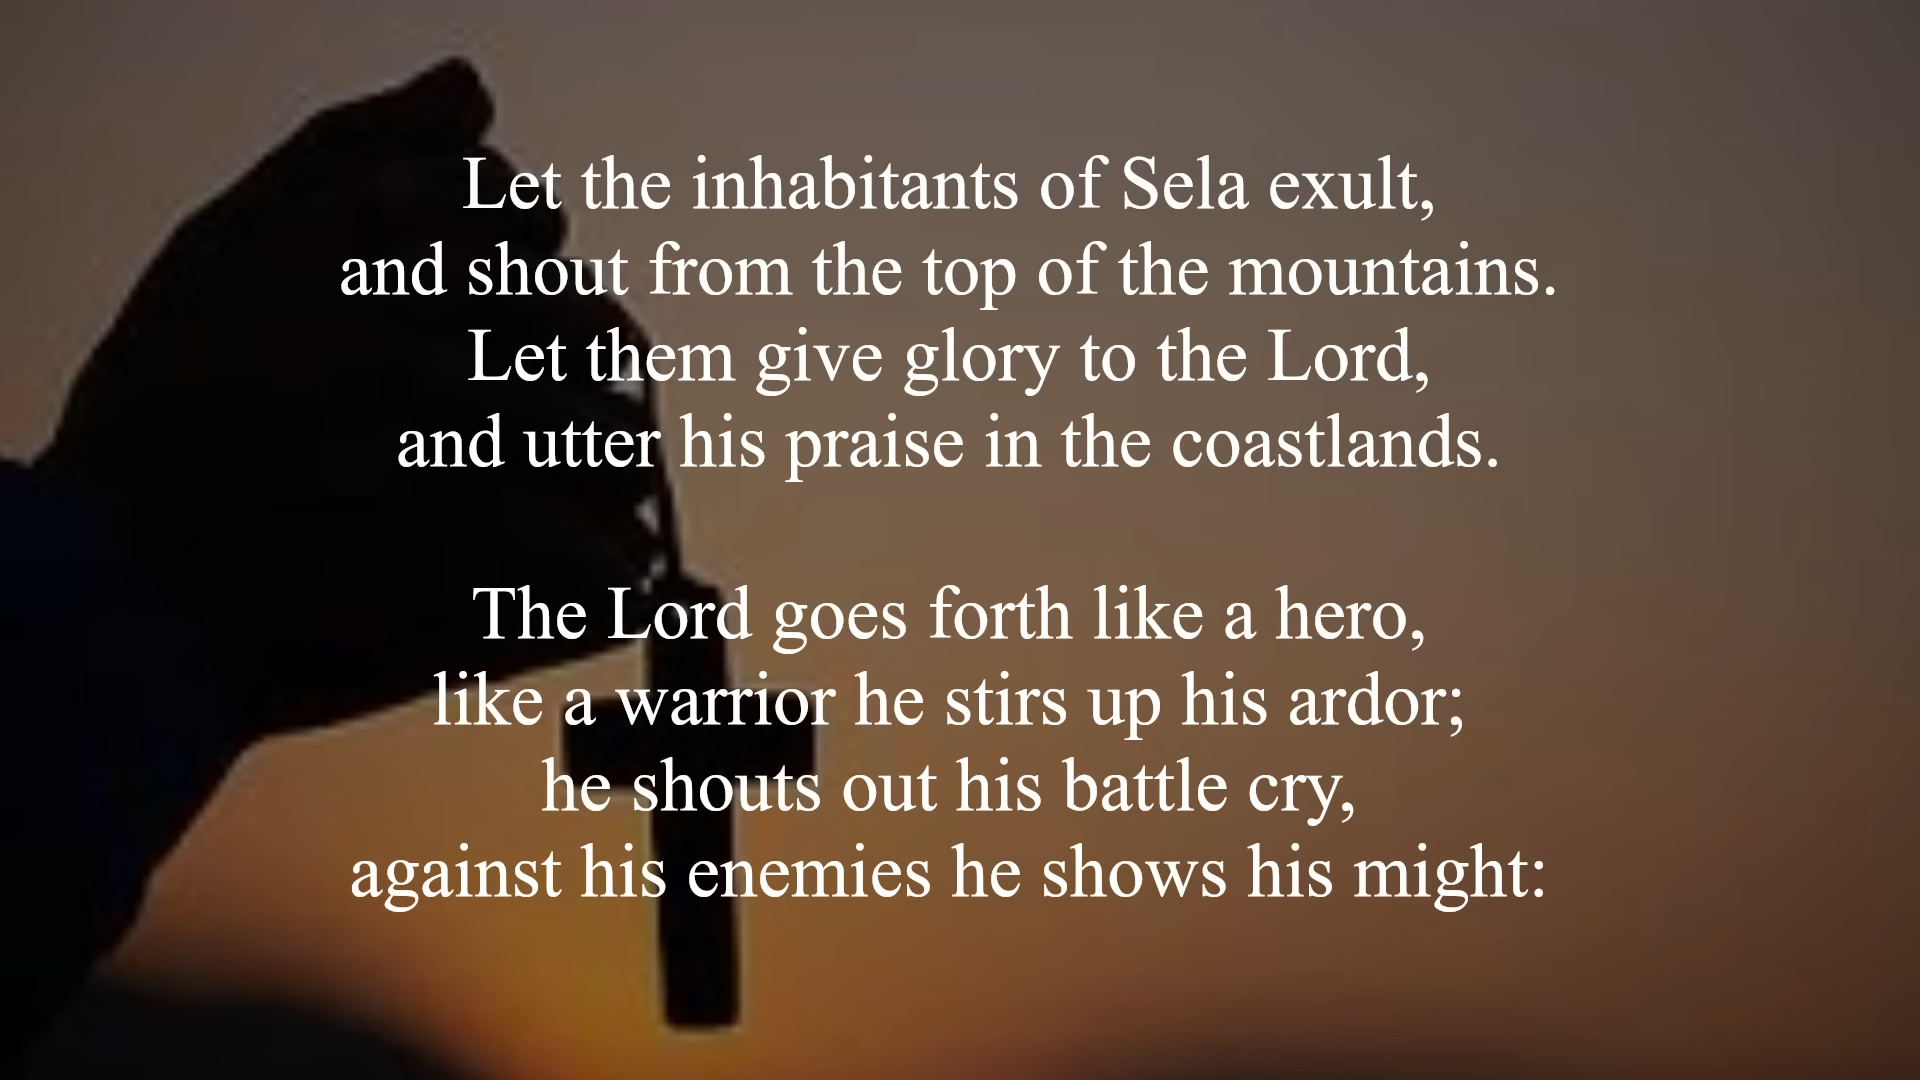 Let the inhabitants of Sela exult,
and shout from the top of the mountains.
Let them give glory to the Lord,
and utter his praise in the coastlands.
The Lord goes forth like a hero,
like a warrior he stirs up his ardor;
he shouts out his battle cry,
against his enemies he shows his might: